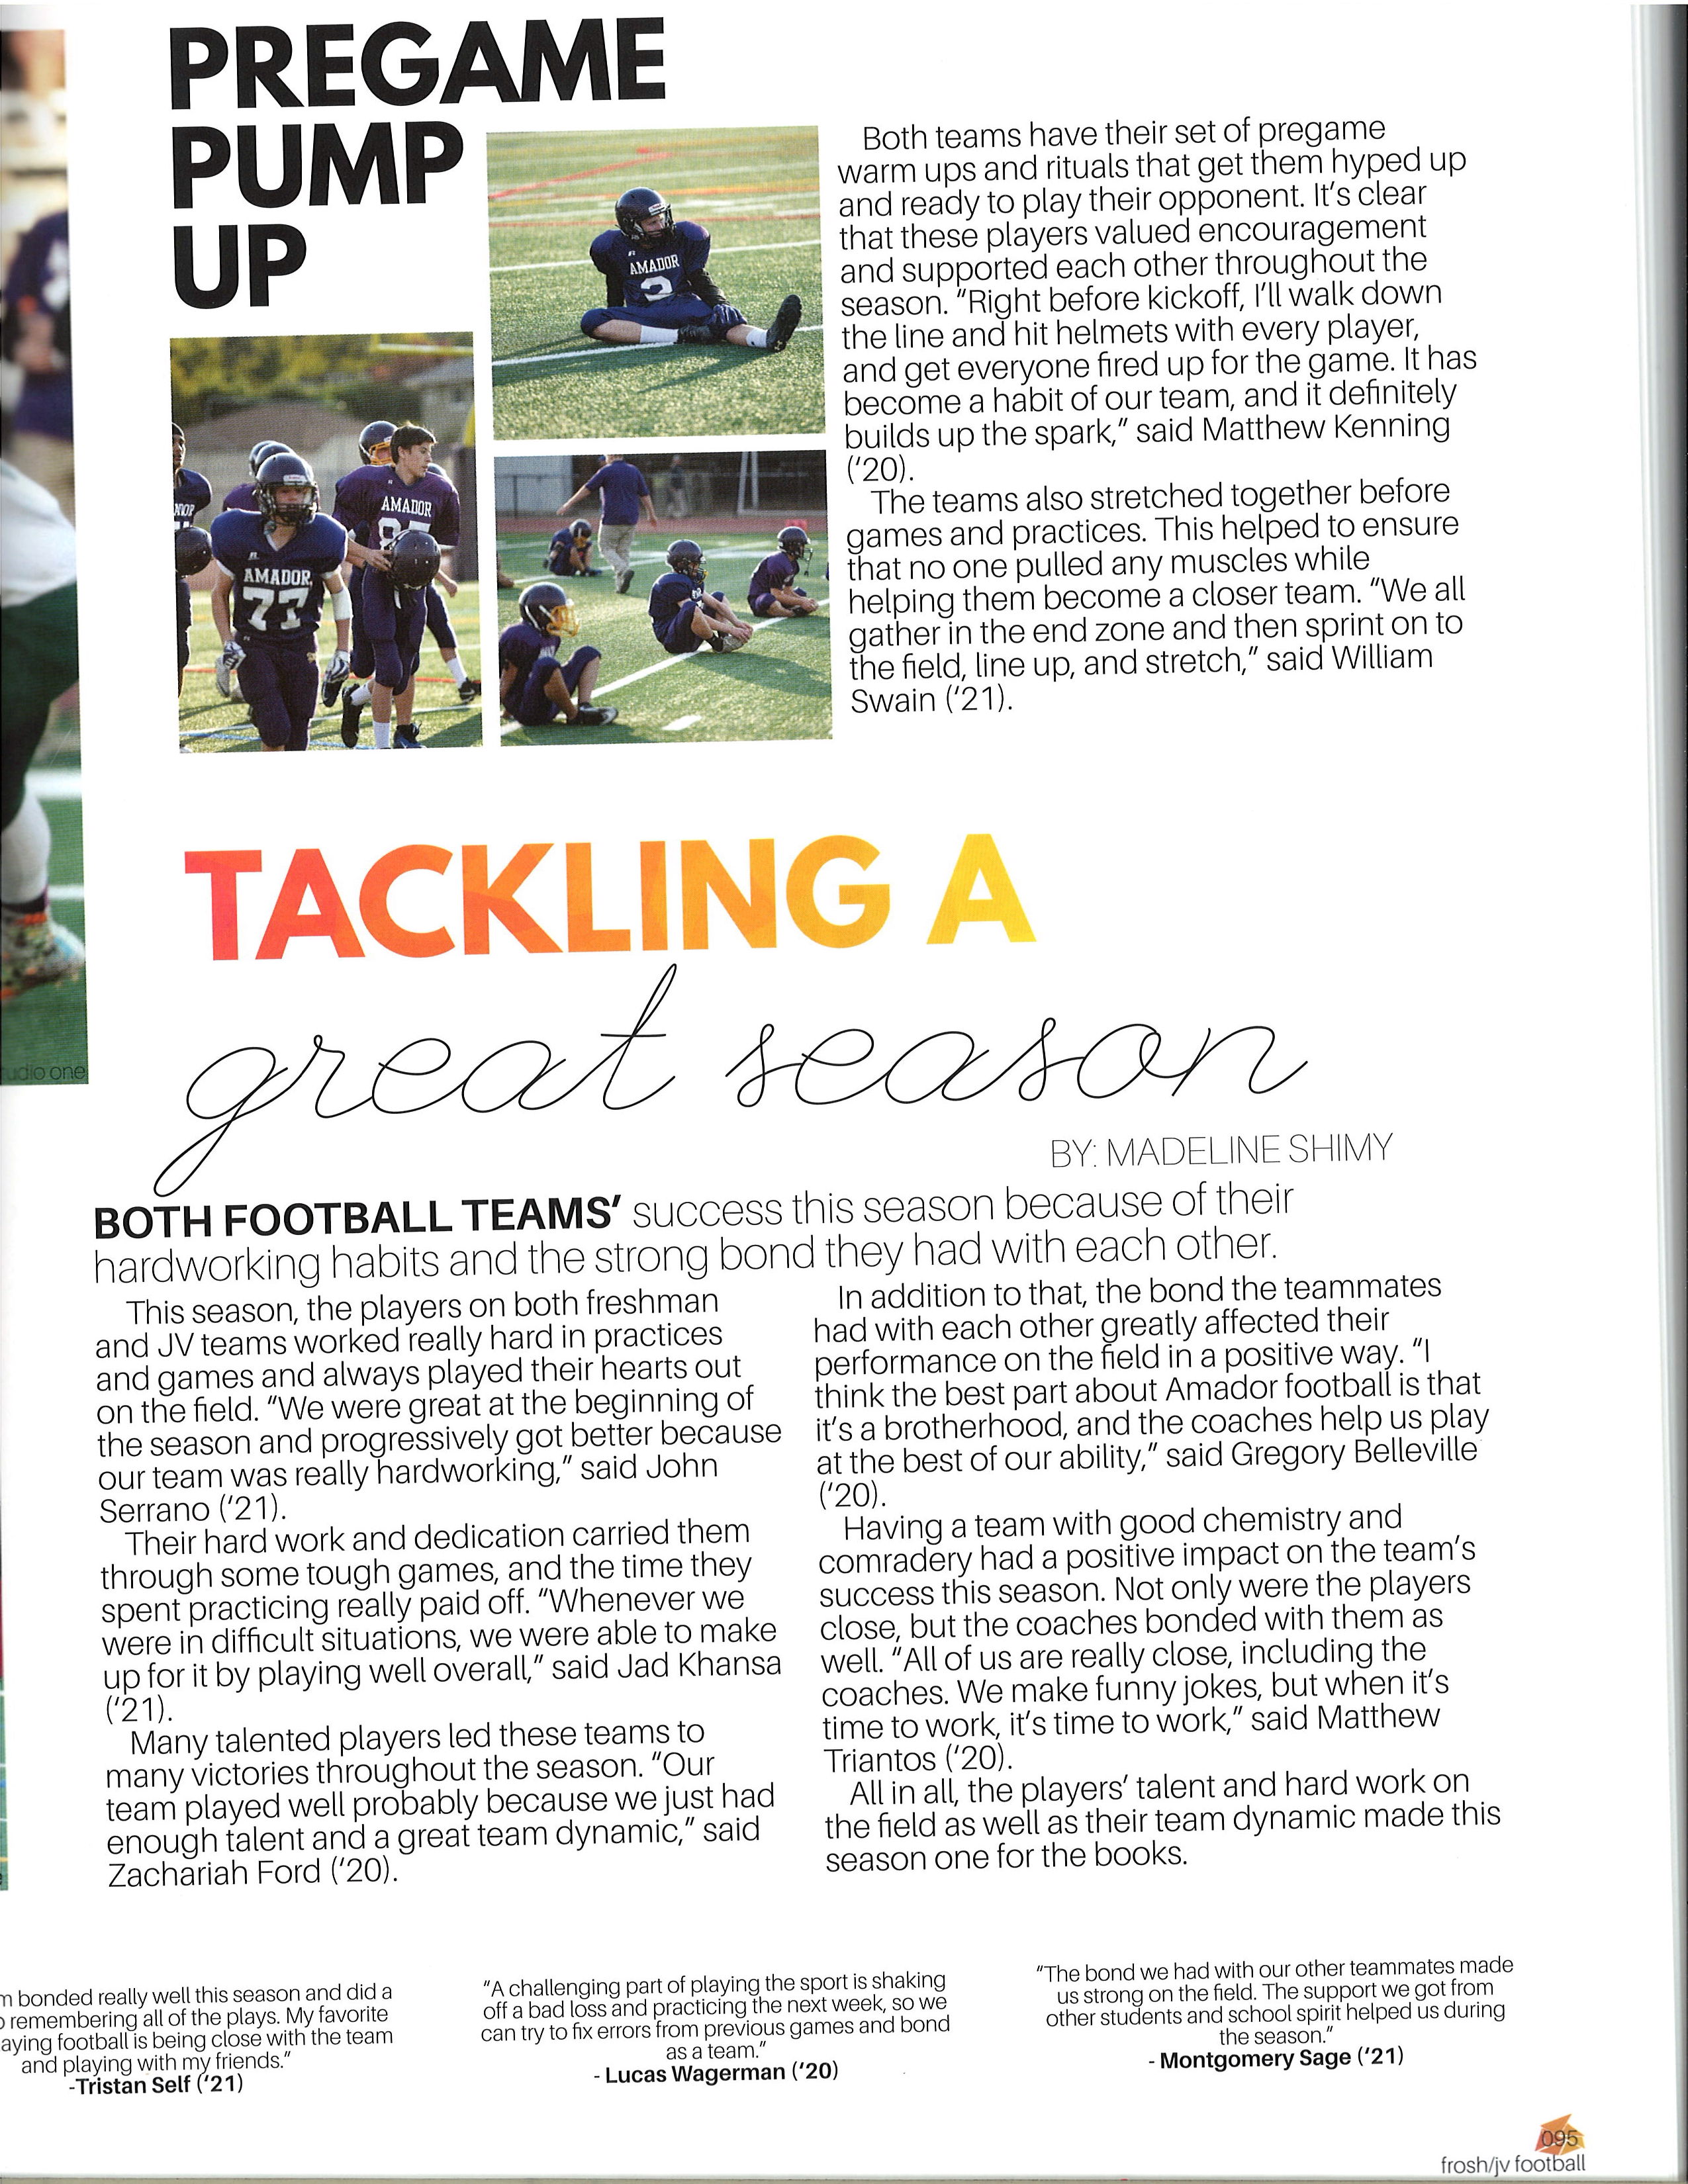 PREGAME
PUMP
UP
Both teams have their set of pregame
warm ups and rituals that get them hyped up
and ready to play their opponent. It's clear
that these players valued encouragement
and supported each other throughout the
season. "Right before kickoff, I'll walk down
the line and hit helmets with every player,
and get everyone fired up for the game. It has
become a habit of our team, and it definitely
builds up the spark," said Matthew Kenning
('20).
The teams also stretched together before
games and practices. This helped to ensure
that no one pulled any muscles while
helping them become a closer team. "We all
gather in the end zone and then sprint on to
the field, line up, and stretch," said William
Swain ('21).
AMADOR
2
AMADOR
77
AMADOR
TACKLING A
great season
BY: MADELINE SHIMY
one
BOTH FOOTBALL TEAMS' success this season because of their
hardworking habits and the strong bond they had with each other.
This season, the players on both freshman
and JV teams worked really hard in practices
and games and always played their hearts out
on the field. "We were great at the beginning of
the season and progressively got better because
our team was really hardworking," said John
Serrano ('21).
Their hard work and dedication carried them
through some tough games, and the time they
spent practicing really paid off. "Whenever we
were in difficult situations, we were able to make
up for it by playing well overall," said Jad Khansa
('21).
Many talented players led these teams to
many victories throughout the season. "Our
team played well probably because we just had
enough talent and a great team dynamic," said
Zachariah Ford ('20).
In addition to that, the bond the teammates
had with each other greatly affected their
performance on the field in a positive way. "I
think the best part about Amador football is that
it's a brotherhood, and the coaches help us play
at the best of our ability," said Gregory Belleville
('20).
Having a team with good chemistry and
comradery had a positive impact on the team's
success this season. Not only were the players
close, but the coaches bonded with them as
well. "All of us are really close, including the
coaches. We make funny jokes, but when it's
time to work, it's time to work," said Matthew
Triantos ('20).
All in all, the players' talent and hard work on
the field as well as their team dynamic made this
season one for the books.
bonded really well this season and did a
remembering all of the plays. My favorite
aying football is being close with the team
and playing with my friends."
-Tristan Self ('21)
"A challenging part of playing the sport is shaking
off a bad loss and practicing the next week, so we
can try to fix errors from previous games and bond
as a team."
- Lucas Wagerman ('20)
"The bond we had with our other teammates made
us strong on the field. The support we got from
other students and school spirit helped us during
the season."
- Montgomery Sage ('21)
095
frosh/jv football